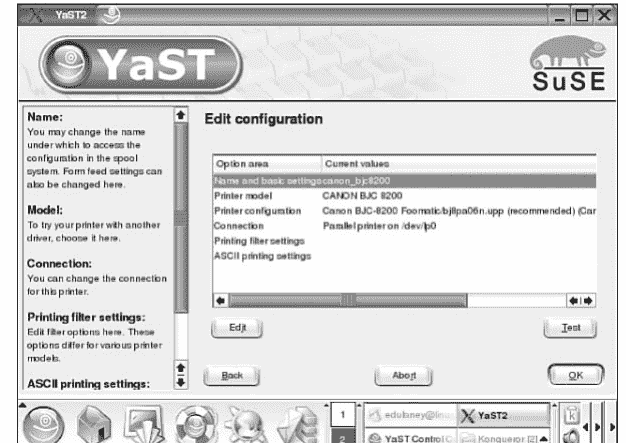 YaST2
YaST
SuSE
Name:
You may change the name
under which to access the
configuration in the spool
system. Form feed settings can
also be changed here.
Model:
To try your printer with another
driver, choose it here.
Connection:
You can change the connection
for this printer.
Printing filter settings:
Edit filter options here. These
options differ for various printer
models.
ASCII printing settings:
Edit configuration
Option area Current values
Name and basic settings canon_bjc8200
Printer model CANON BJC 8200
Printer configuration Canon BJC-8200 Foomatic/bj8pa06n.upp (recommended) (Car
Connection Parallel printer on /dev/lp0
Printing filter settings
ASCII printing settings
Edit Test
Back Abort OK
1 edulaney@linu YaST2
2 YaST Control C Konqueror [2]